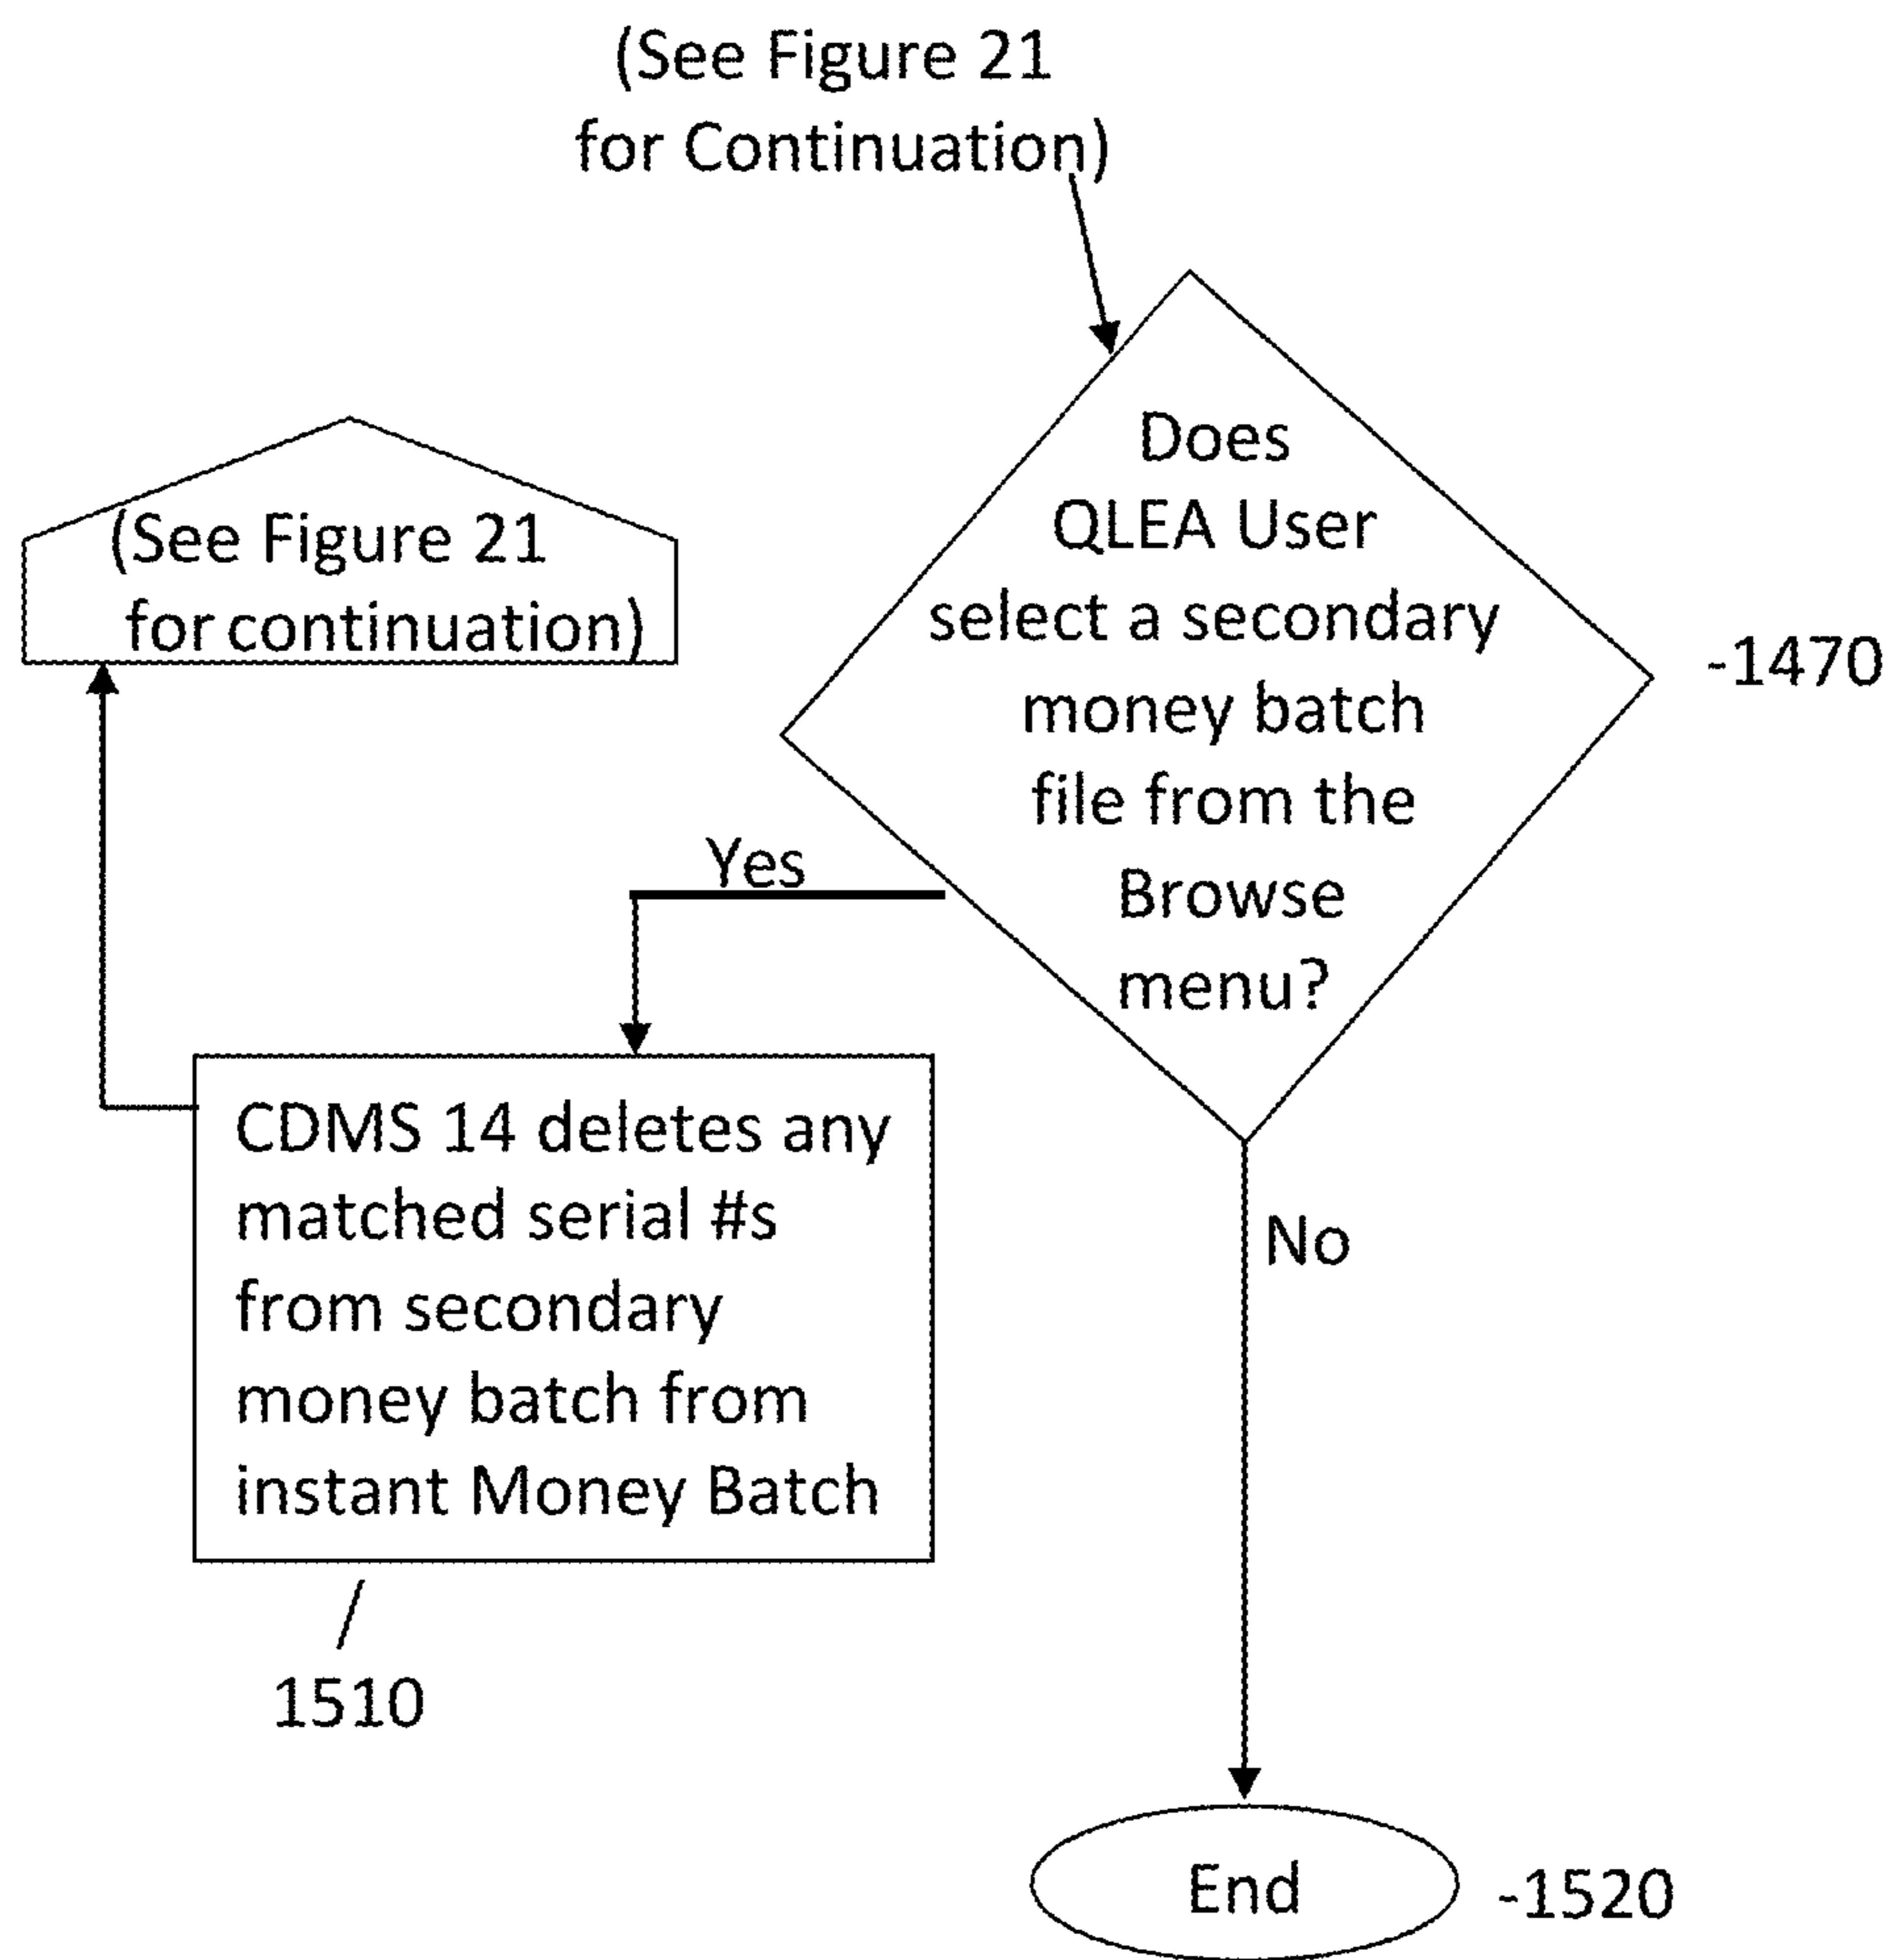 (See Figure 21
for Continuation)
Does
QLEA User
select a secondary
money batch
file from the
Browse
menu?
-1470
(See Figure 21
for continuation)
Yes
CDMS 14 deletes any
matched serial #s
from secondary
money batch from
instant Money Batch
1510
No
End
-1520